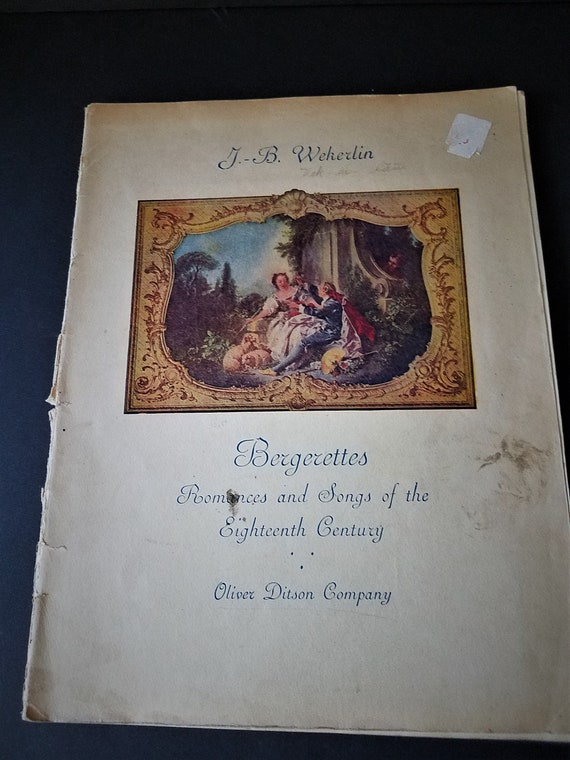 J.-B. Wekerlin
Bergerettes
Romances and Songs of the
Eighteenth Century
Oliver Ditson Company